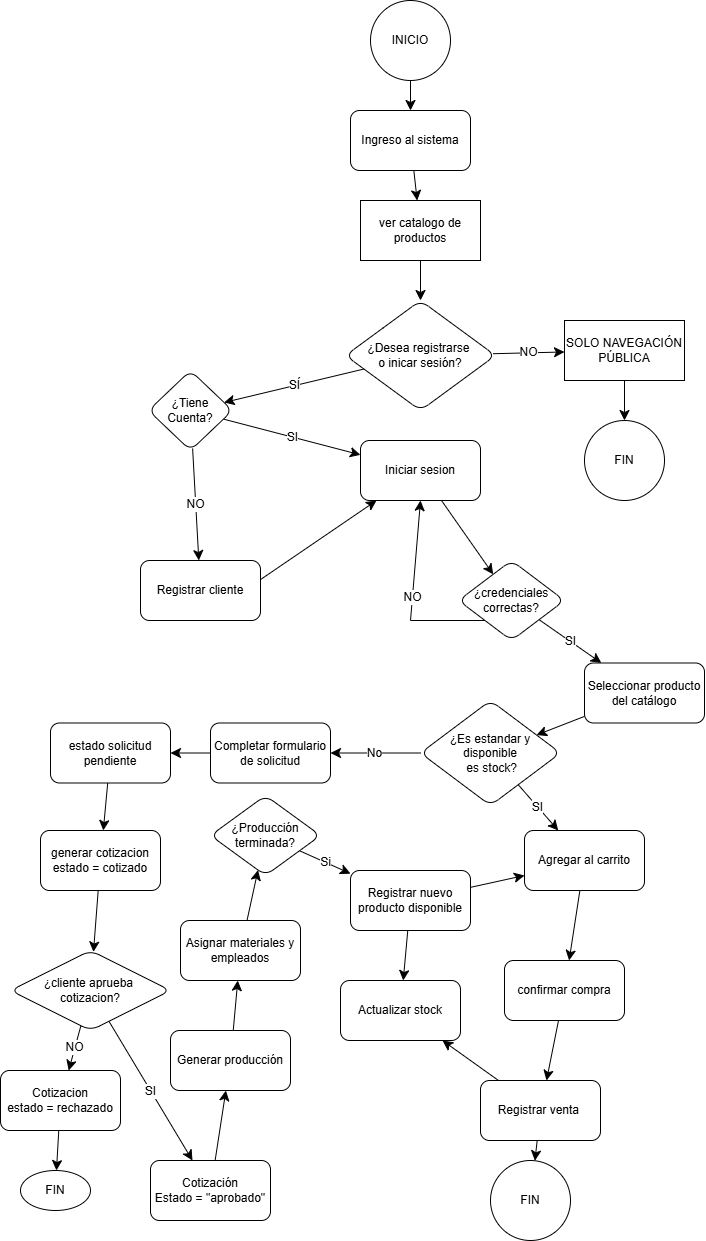 INICIO
Ingreso al sistema
ver catalogo de
productos
¿Desea registrarse
o inicar sesión?
NO
SOLO NAVEGACIÓN
PÚBLICA
FIN
SÍ
¿Tiene
Cuenta?
SI
Iniciar sesion
NO
Registrar cliente
¿credenciales
correctas?
NO
SI
Seleccionar producto
del catálogo
¿Es estandar y
disponible
es stock?
No
Completar formulario
de solicitud
estado solicitud
pendiente
SI
generar cotizacion
estado = cotizado
¿Producción
terminada?
Si
Agregar al carrito
Registrar nuevo
producto disponible
Asignar materiales y
empleados
¿cliente aprueba
cotizacion?
confirmar compra
Actualizar stock
NO
Generar producción
Cotizacion
estado = rechazado
SI
Registrar venta
FIN
Cotización
Estado = "aprobado"
FIN